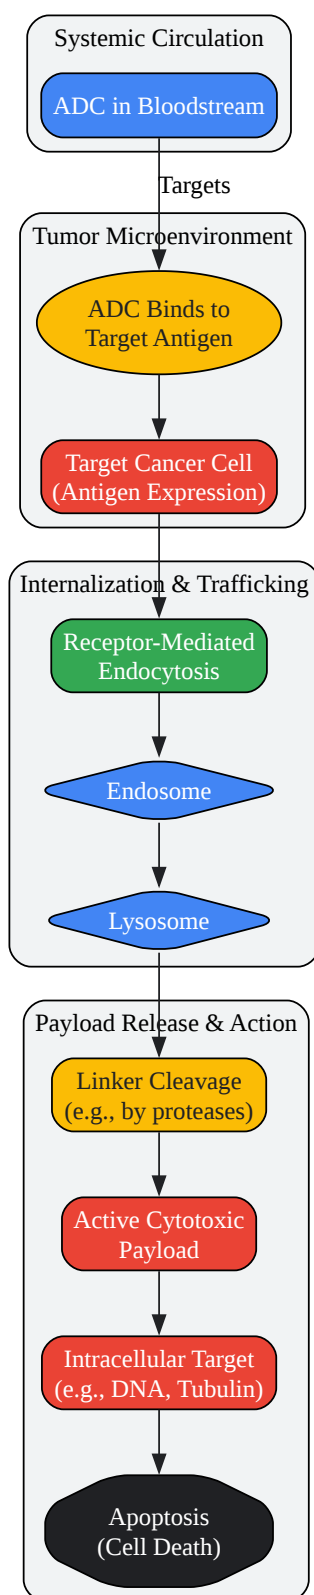 Systemic Circulation
ADC in Bloodstream
Targets
Tumor Microenvironment
ADC Binds to
Target Antigen
Target Cancer Cell
(Antigen Expression)
Internalization & Trafficking
Receptor-Mediated
Endocytosis
Endosome
Lysosome
Payload Release & Action
Linker Cleavage
(e.g., by proteases)
Active Cytotoxic
Payload
Intracellular Target
(e.g., DNA, Tubulin)
Apoptosis
(Cell Death)